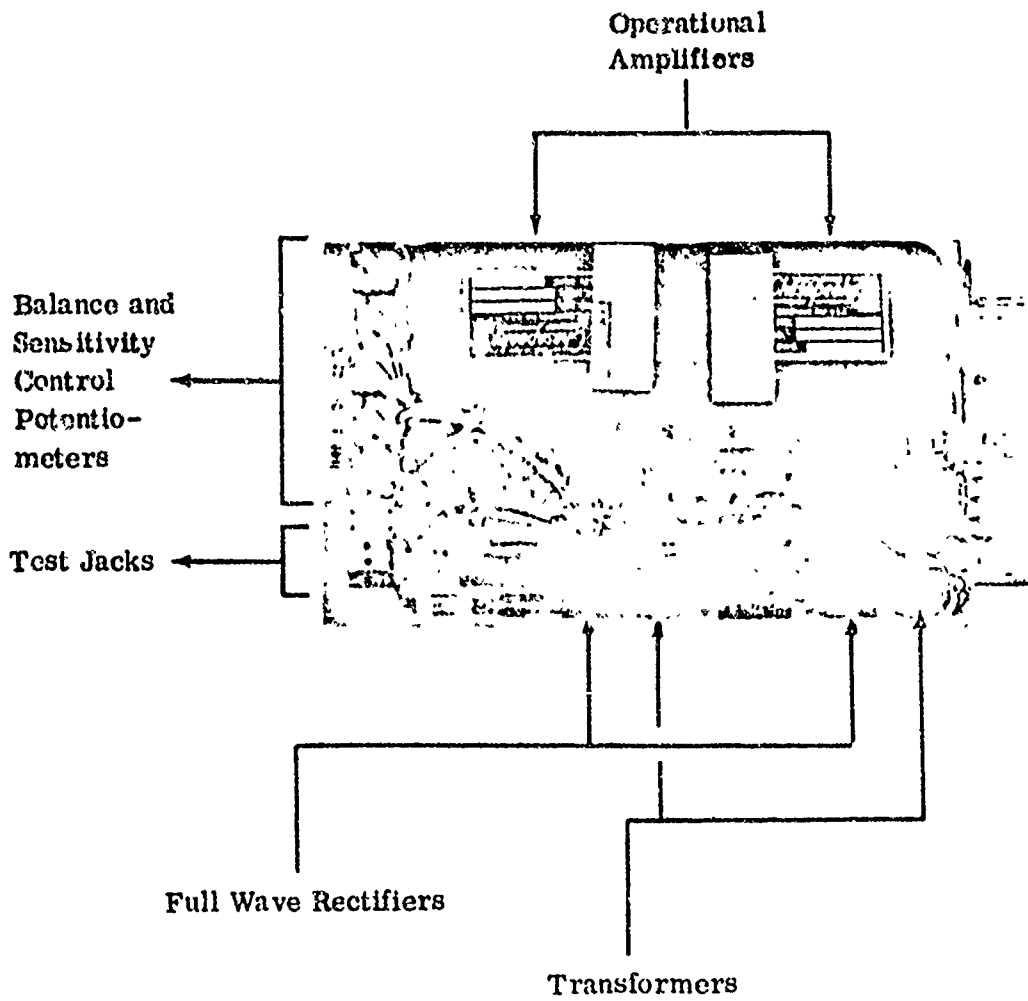 Operational
Amplifiers
Balance and
Sensitivity
Control
Potentio-
meters
Test Jacks
Full Wave Rectifiers
Transformers